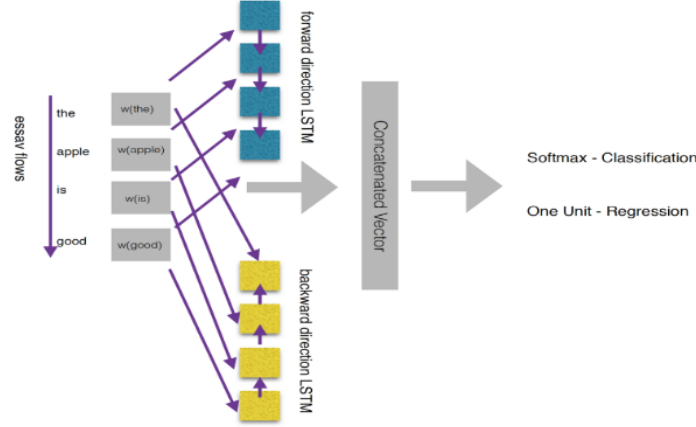 essay flows
the
apple
is
good
w(the)
w(apple)
w(is)
w(good)
forward direction LSTM
backward direction LSTM
Concatenated Vector
Softmax - Classification
One Unit - Regression